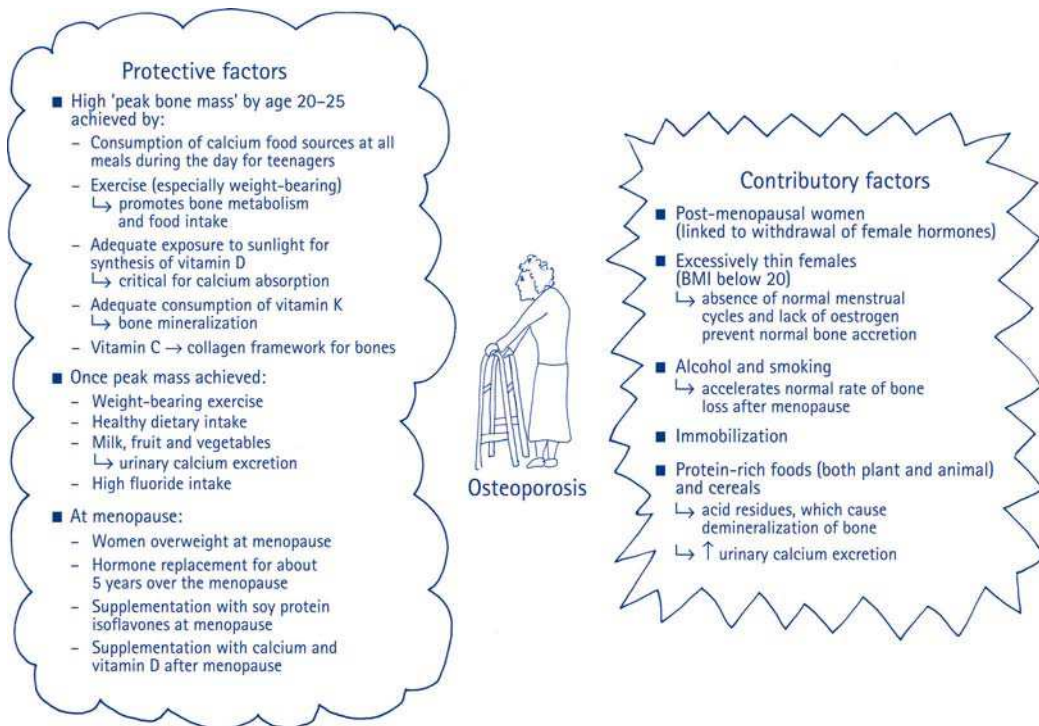 Protective factors
■ High 'peak bone mass' by age 20–25
achieved by:
– Consumption of calcium food sources at all
meals during the day for teenagers
– Exercise (especially weight-bearing)
↳ promotes bone metabolism
and food intake
– Adequate exposure to sunlight for
synthesis of vitamin D
↳ critical for calcium absorption
– Adequate consumption of vitamin K
↳ bone mineralization
– Vitamin C → collagen framework for bones
■ Once peak mass achieved:
– Weight-bearing exercise
– Healthy dietary intake
– Milk, fruit and vegetables
↳ urinary calcium excretion
– High fluoride intake
■ At menopause:
– Women overweight at menopause
– Hormone replacement for about
5 years over the menopause
– Supplementation with soy protein
isoflavones at menopause
– Supplementation with calcium and
vitamin D after menopause
Osteoporosis
Contributory factors
■ Post-menopausal women
(linked to withdrawal of female hormones)
■ Excessively thin females
(BMI below 20)
↳ absence of normal menstrual
cycles and lack of oestrogen
prevent normal bone accretion
■ Alcohol and smoking
↳ accelerates normal rate of bone
loss after menopause
■ Immobilization
■ Protein-rich foods (both plant and animal)
and cereals
↳ acid residues, which cause
demineralization of bone
↳ ↑ urinary calcium excretion